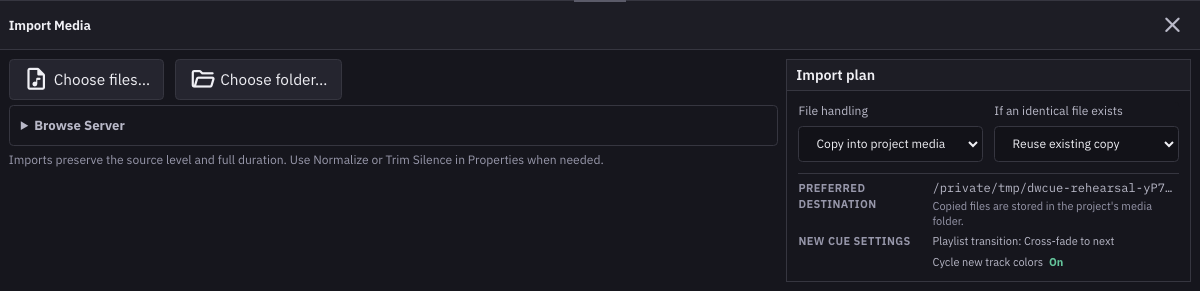 Import Media
Choose files...
Choose folder...
Browse Server
Imports preserve the source level and full duration. Use Normalize or Trim Silence in Properties when needed.
Import plan
File handling
If an identical file exists
Copy into project media
Reuse existing copy
PREFERRED
DESTINATION
/private/tmp/dwcue-rehearsal-yP7…
Copied files are stored in the project's media
folder.
NEW CUE SETTINGS
Playlist transition: Cross-fade to next
Cycle new track colors On